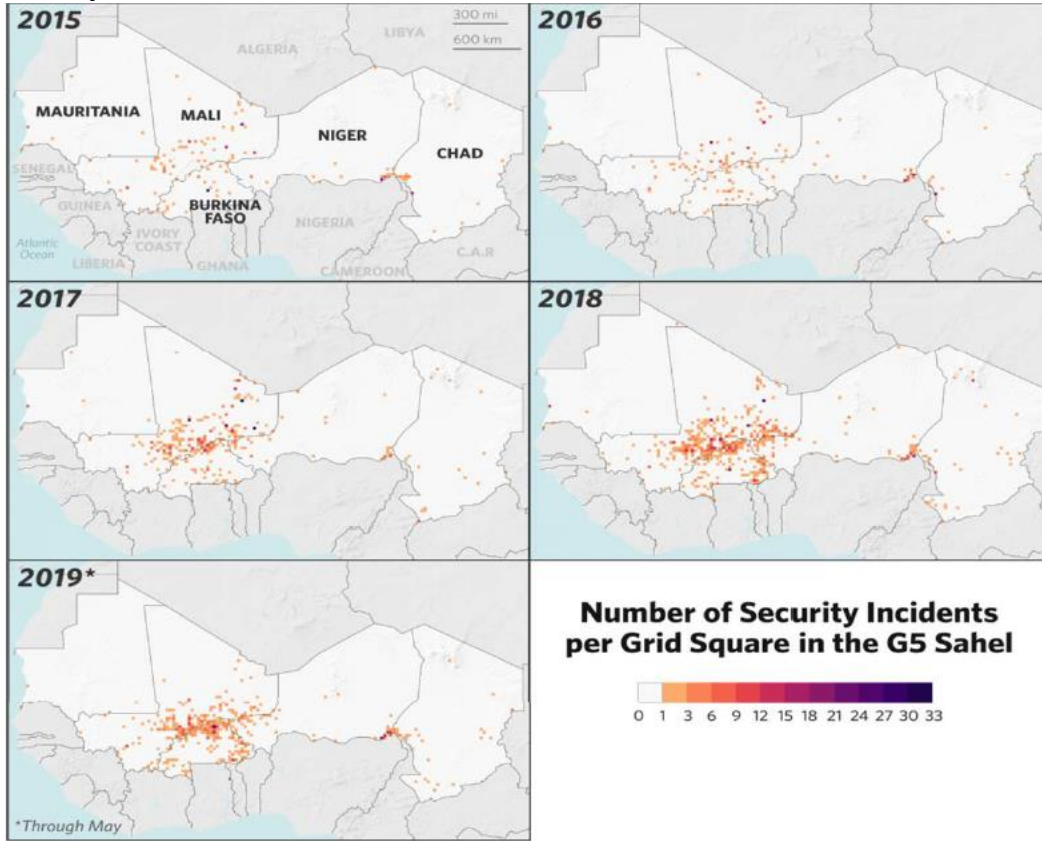 2015
300 mi
600 km
LIBYA
ALGERIA
MAURITANIA
MALI
NIGER
CHAD
SENEGAL
GUINEA
BURKINA
FASO
NIGERIA
IVORY
COAST
Atlantic
Ocean
LIBERIA
GHANA
CAMEROON
C.A.R
2016
2017
2018
2019*
*Through May
Number of Security Incidents
per Grid Square in the G5 Sahel
0 1 3 6 9 12 15 18 21 24 27 30 33